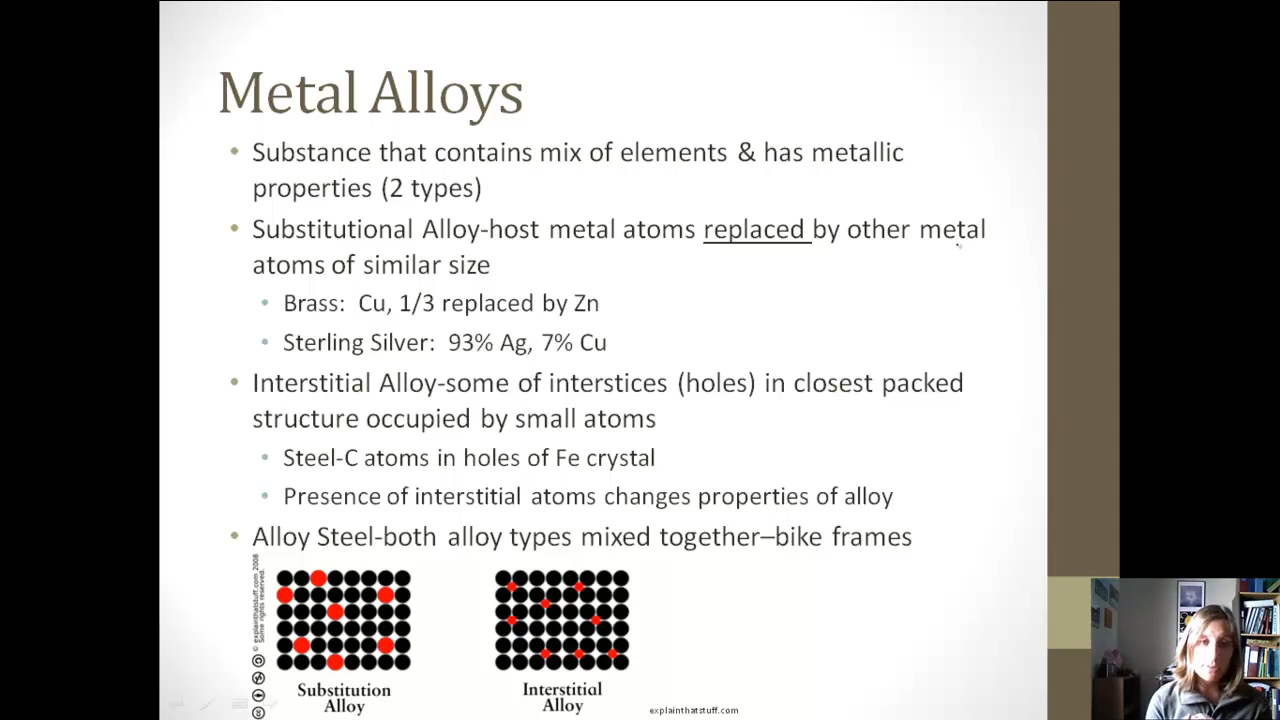 Metal Alloys
• Substance that contains mix of elements & has metallic
properties (2 types)
• Substitutional Alloy-host metal atoms replaced by other metal
atoms of similar size
• Brass: Cu, 1/3 replaced by Zn
• Sterling Silver: 93% Ag, 7% Cu
• Interstitial Alloy-some of interstices (holes) in closest packed
structure occupied by small atoms
• Steel-C atoms in holes of Fe crystal
• Presence of interstitial atoms changes properties of alloy
• Alloy Steel-both alloy types mixed together–bike frames
© explainthatstuff.com 2008
Some rights reserved.
Substitution
Alloy
Interstitial
Alloy
explainthatstuff.com